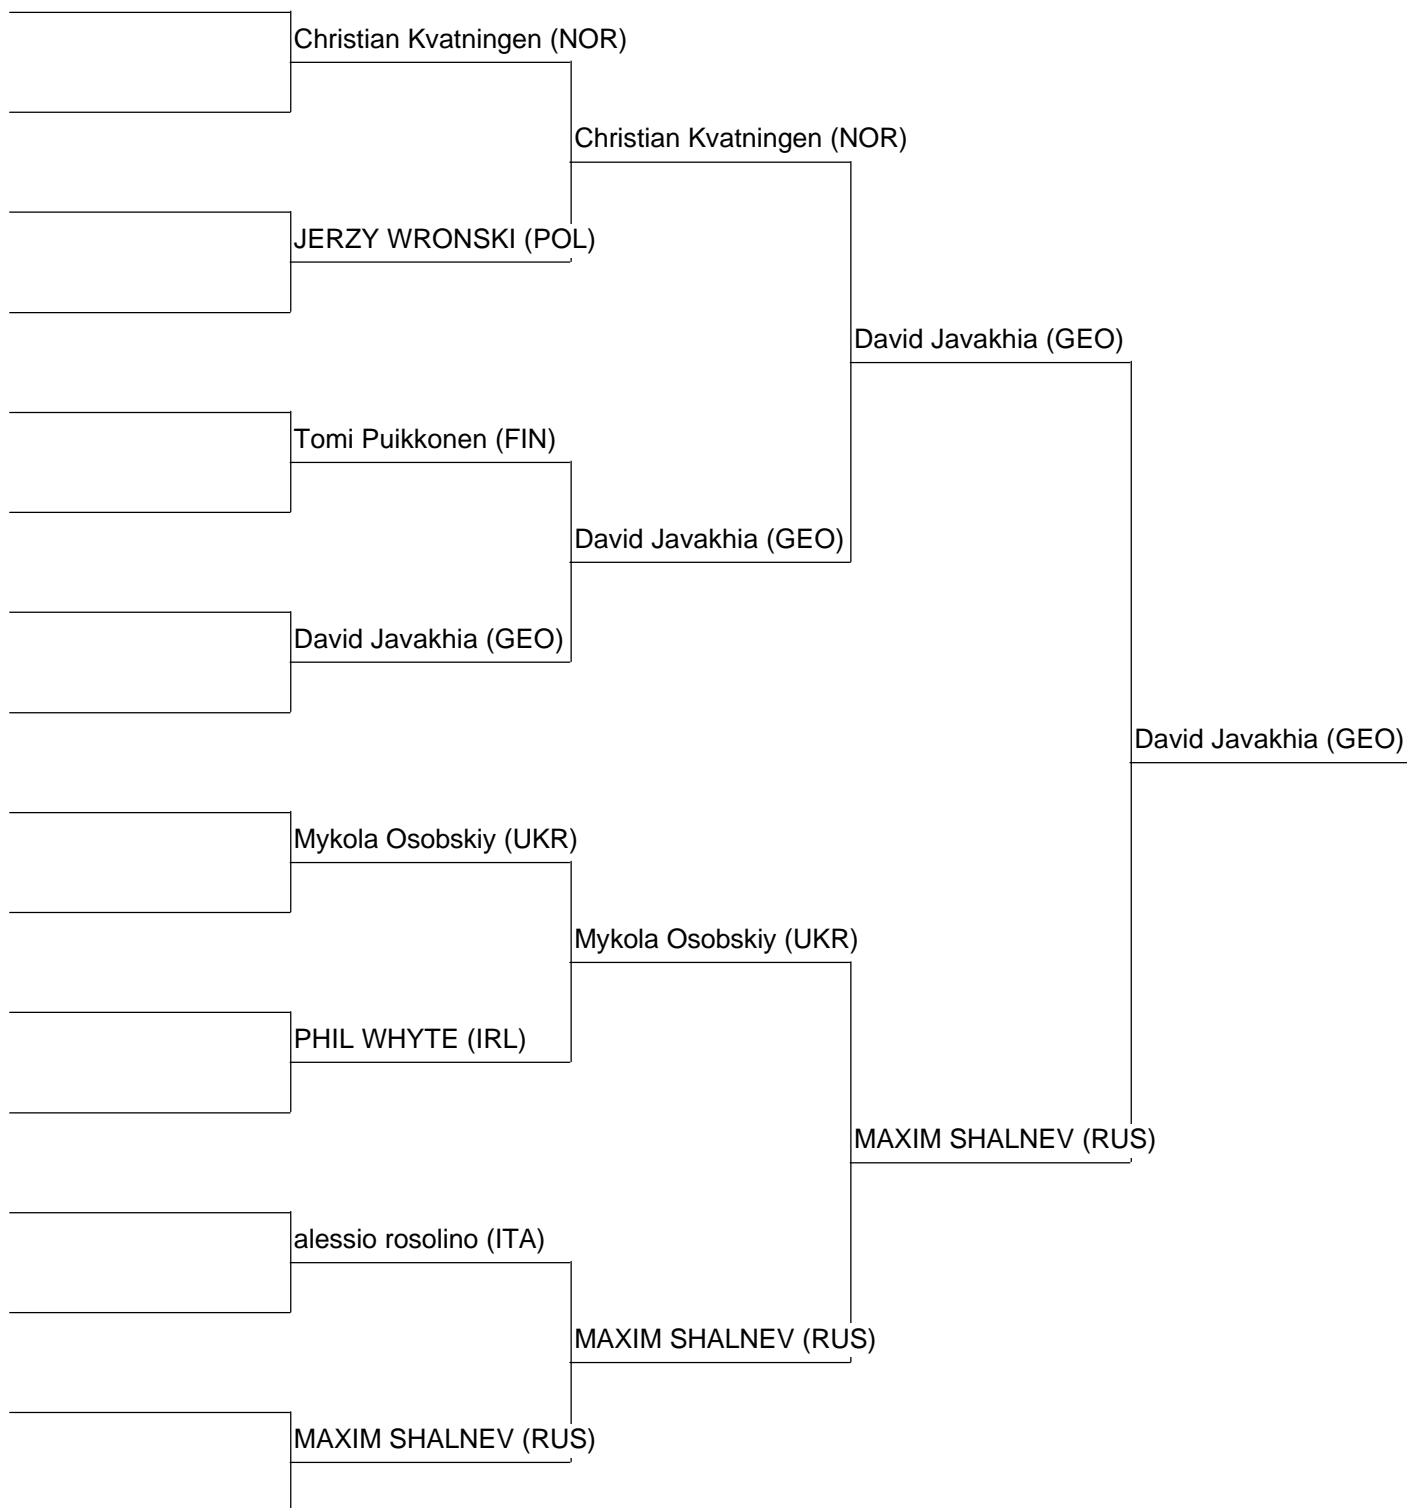 Christian Kvatningen (NOR)
Christian Kvatningen (NOR)
JERZY WRONSKI (POL)
David Javakhia (GEO)
Tomi Puikkonen (FIN)
David Javakhia (GEO)
David Javakhia (GEO)
David Javakhia (GEO)
Mykola Osobskiy (UKR)
Mykola Osobskiy (UKR)
PHIL WHYTE (IRL)
MAXIM SHALNEV (RUS)
alessio rosolino (ITA)
MAXIM SHALNEV (RUS)
MAXIM SHALNEV (RUS)